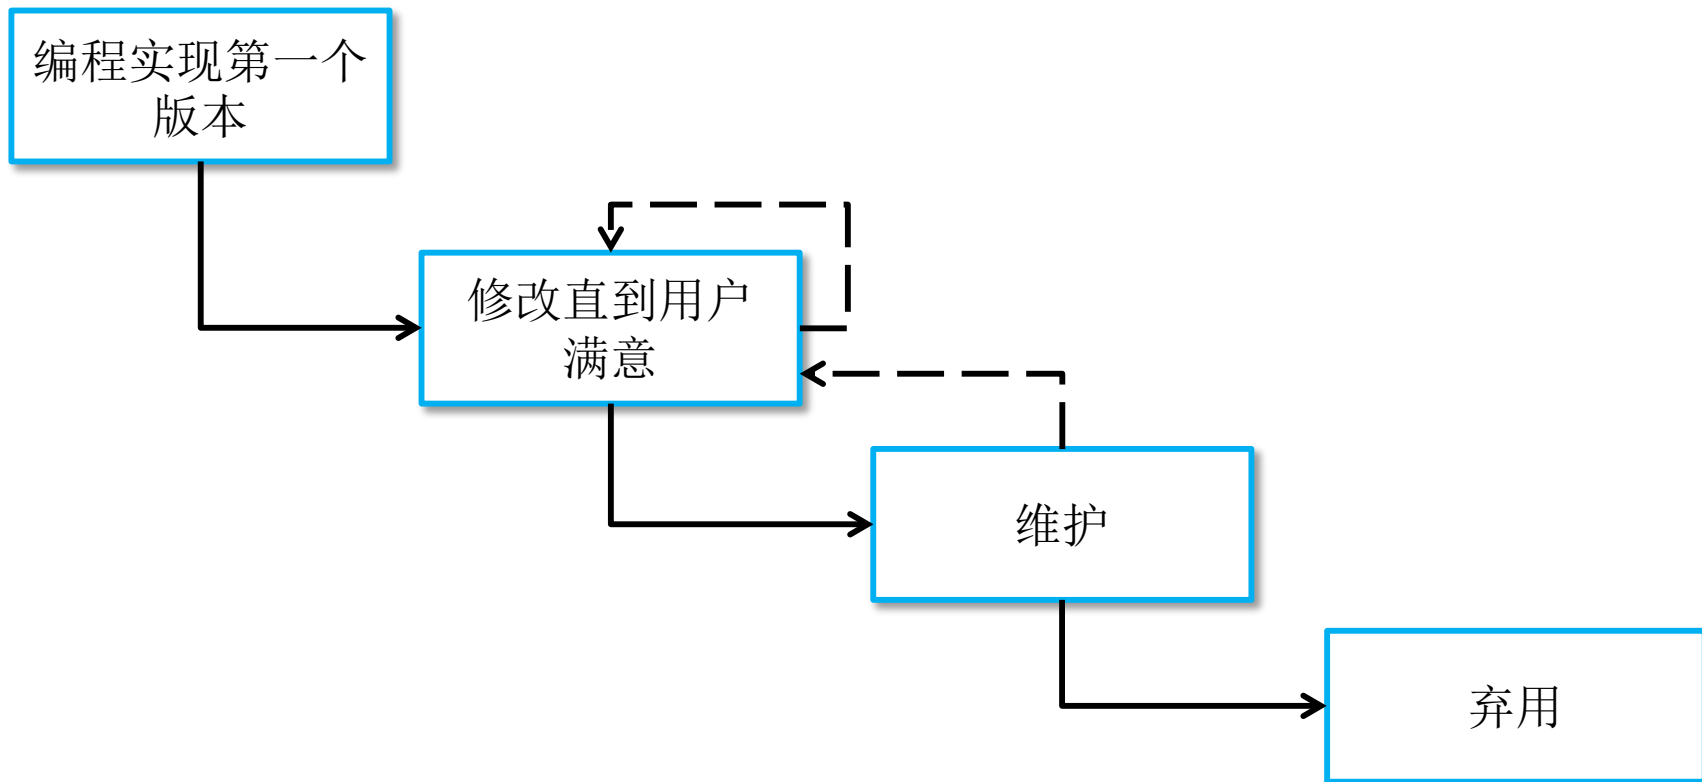 编程实现第一个
版本
修改直到用户
满意
维护
弃用